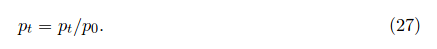 p_t = p_t/p_0. (27)